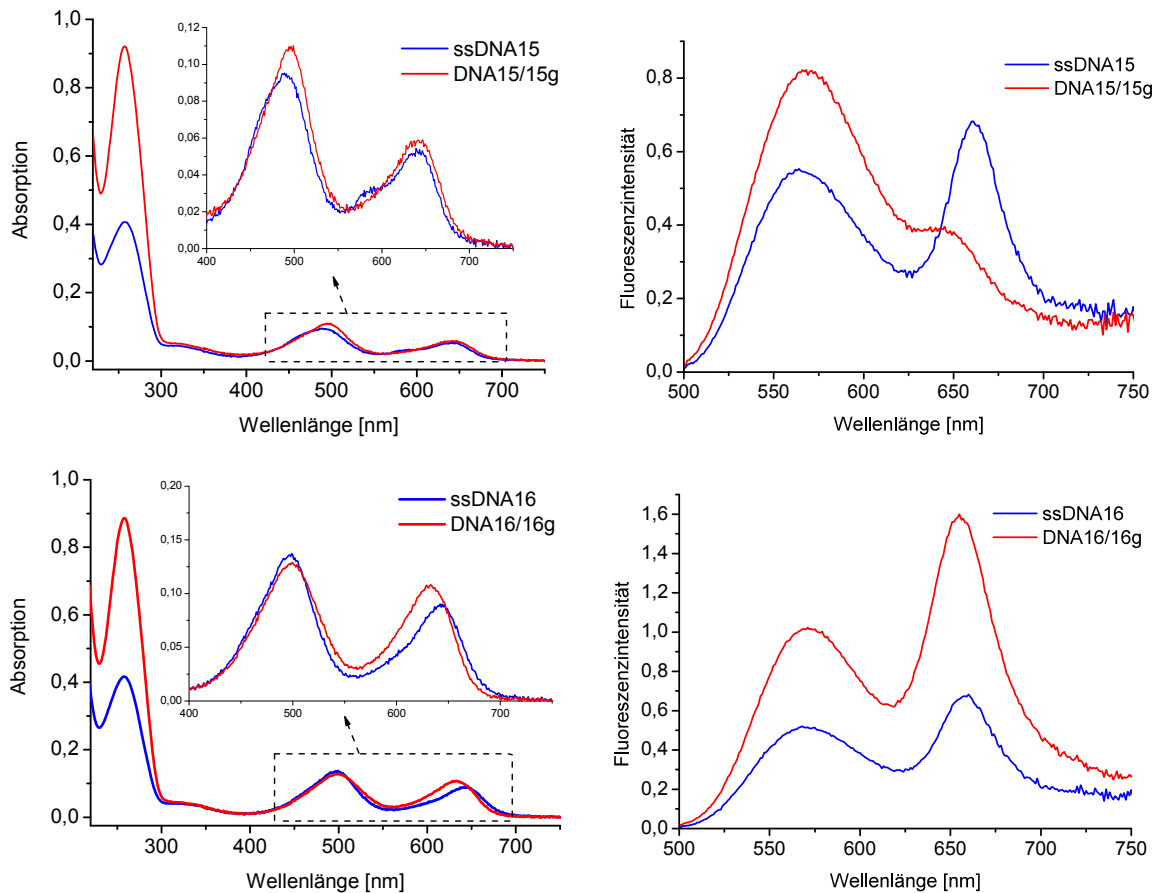 1,0
0,8
0,6
0,4
0,2
0,0
Absorption
300 400 500 600 700
Wellenlänge [nm]
0,12
0,10
0,08
0,06
0,04
0,02
0,00
400 500 600 700
ssDNA15
DNA15/15g
0,8
0,6
0,4
0,2
0,0
Fluoreszenzintensität
500 550 600 650 700 750
Wellenlänge [nm]
ssDNA15
DNA15/15g
1,0
0,8
0,6
0,4
0,2
0,0
Absorption
300 400 500 600 700
Wellenlänge [nm]
0,20
0,15
0,10
0,05
0,00
400 500 600 700
ssDNA16
DNA16/16g
1,6
1,4
1,2
1,0
0,8
0,6
0,4
0,2
0,0
Fluoreszenzintensität
500 550 600 650 700 750
Wellenlänge [nm]
ssDNA16
DNA16/16g